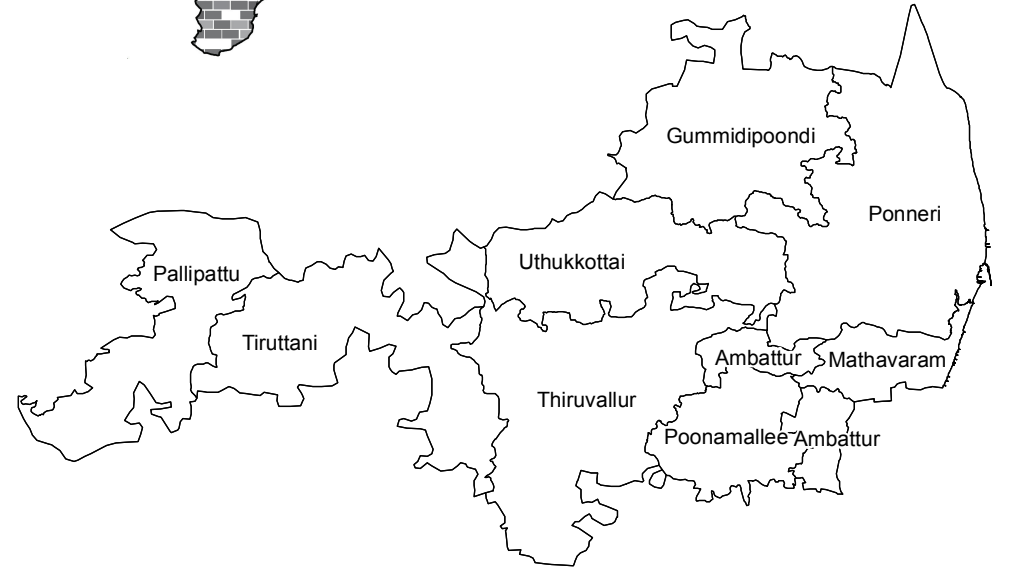 Gummidipoondi
Ponneri
Uthukkottai
Pallipattu
Tiruttani
Ambattur
Mathavaram
Thiruvallur
Poonamallee
Ambattur